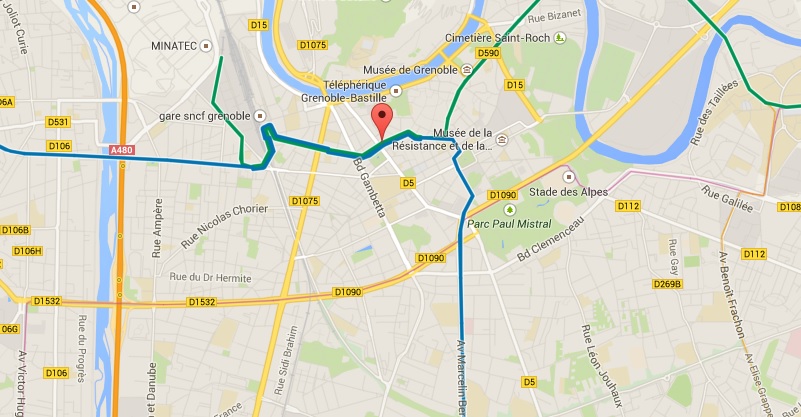 Joliot Curie
MINATEC
D15
D1075
Rue Bizanet
Cimetière Saint-Roch
D590
Musée de Grenoble
D15
Téléphérique
Grenoble-Bastille
D6A
D531
gare sncf grenoble
D106
A480
Musée de la
Résistance et de la...
Rue des Taillées
D5
Stade des Alpes
D1090
Rue Ampère
Rue Nicolas Chorier
D1075
Bd Gambetta
Parc Paul Mistral
D112
Rue Galilée
D108
D106B
D106H
Bd Clemenceau
D1090
D112
Rue Gay
Rue du Dr Hermite
D269B
Av Benoît Frachon
D1532
D1532
D1090
06G
Rue du Progrès
Rue Sidi Brahim
Av Marcelin Ber
Rue Léon Jouhaux
D106
D5
Av Victor Hug
et Danube
France
Av Elise Grappe